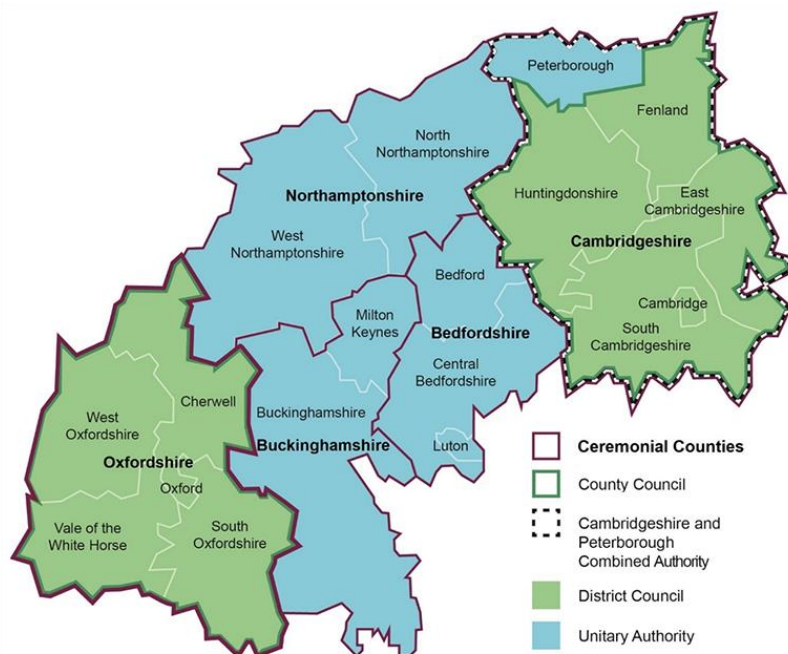 Peterborough
Fenland
North
Northamptonshire
Northamptonshire
Huntingdonshire
East
Cambridgeshire
West
Northamptonshire
Cambridgeshire
Bedford
Milton
Keynes
Cambridge
Bedfordshire
South
Cambridgeshire
Central
Bedfordshire
Cherwell
Buckinghamshire
West
Oxfordshire
Buckinghamshire
Luton
Oxfordshire
Oxford
Vale of the
White Horse
South
Oxfordshire
Ceremonial Counties
County Council
Cambridgeshire and
Peterborough
Combined Authority
District Council
Unitary Authority